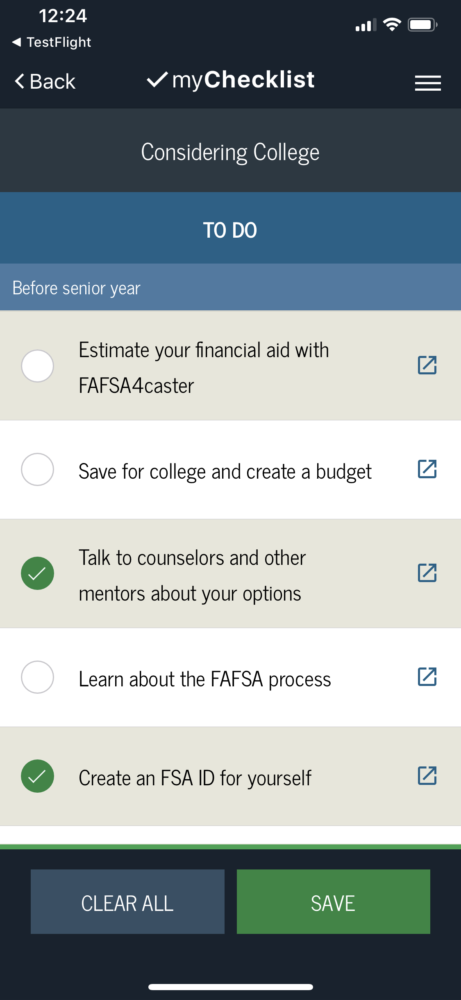 12:24
◀ TestFlight
Back
myChecklist
Considering College
TO DO
Before senior year
Estimate your financial aid with
FAFSA4caster
Save for college and create a budget
Talk to counselors and other
mentors about your options
Learn about the FAFSA process
Create an FSA ID for yourself
CLEAR ALL
SAVE